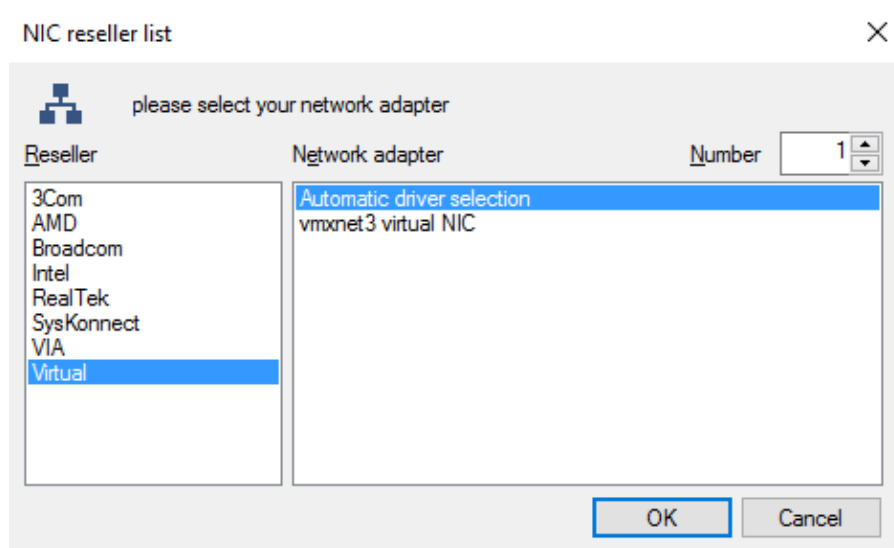 NIC reseller list
please select your network adapter
Reseller
Network adapter
Number
1
3Com
AMD
Broadcom
Intel
RealTek
SysKonnect
VIA
Virtual
Automatic driver selection
vmxnet3 virtual NIC
OK
Cancel